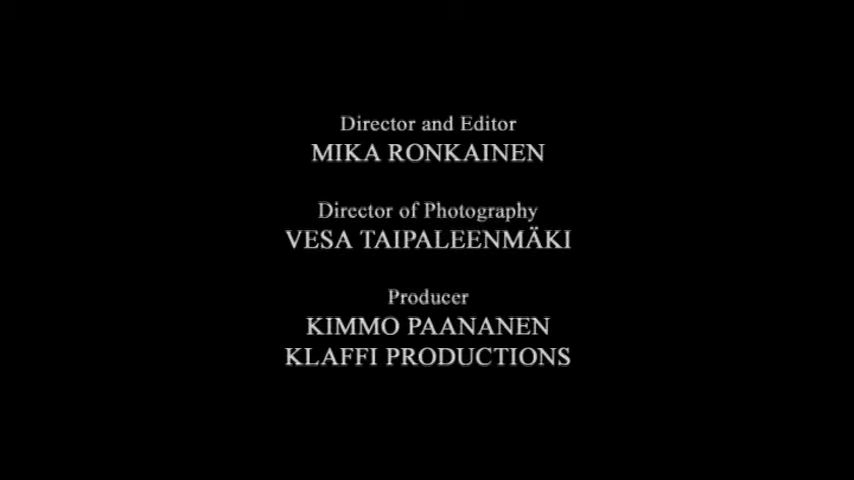 Director and Editor
MIKA RONKAINEN
Director of Photography
VESA TAIPALEENMÄKI
Producer
KIMMO PAANANEN
KLAFFI PRODUCTIONS